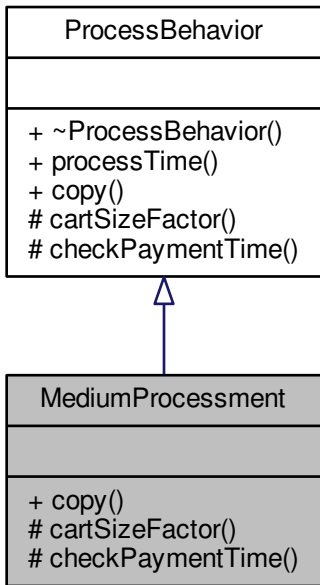 ProcessBehavior
+ ~ProcessBehavior()
+ processTime()
+ copy()
# cartSizeFactor()
# checkPaymentTime()
MediumProcessment
+ copy()
# cartSizeFactor()
# checkPaymentTime()